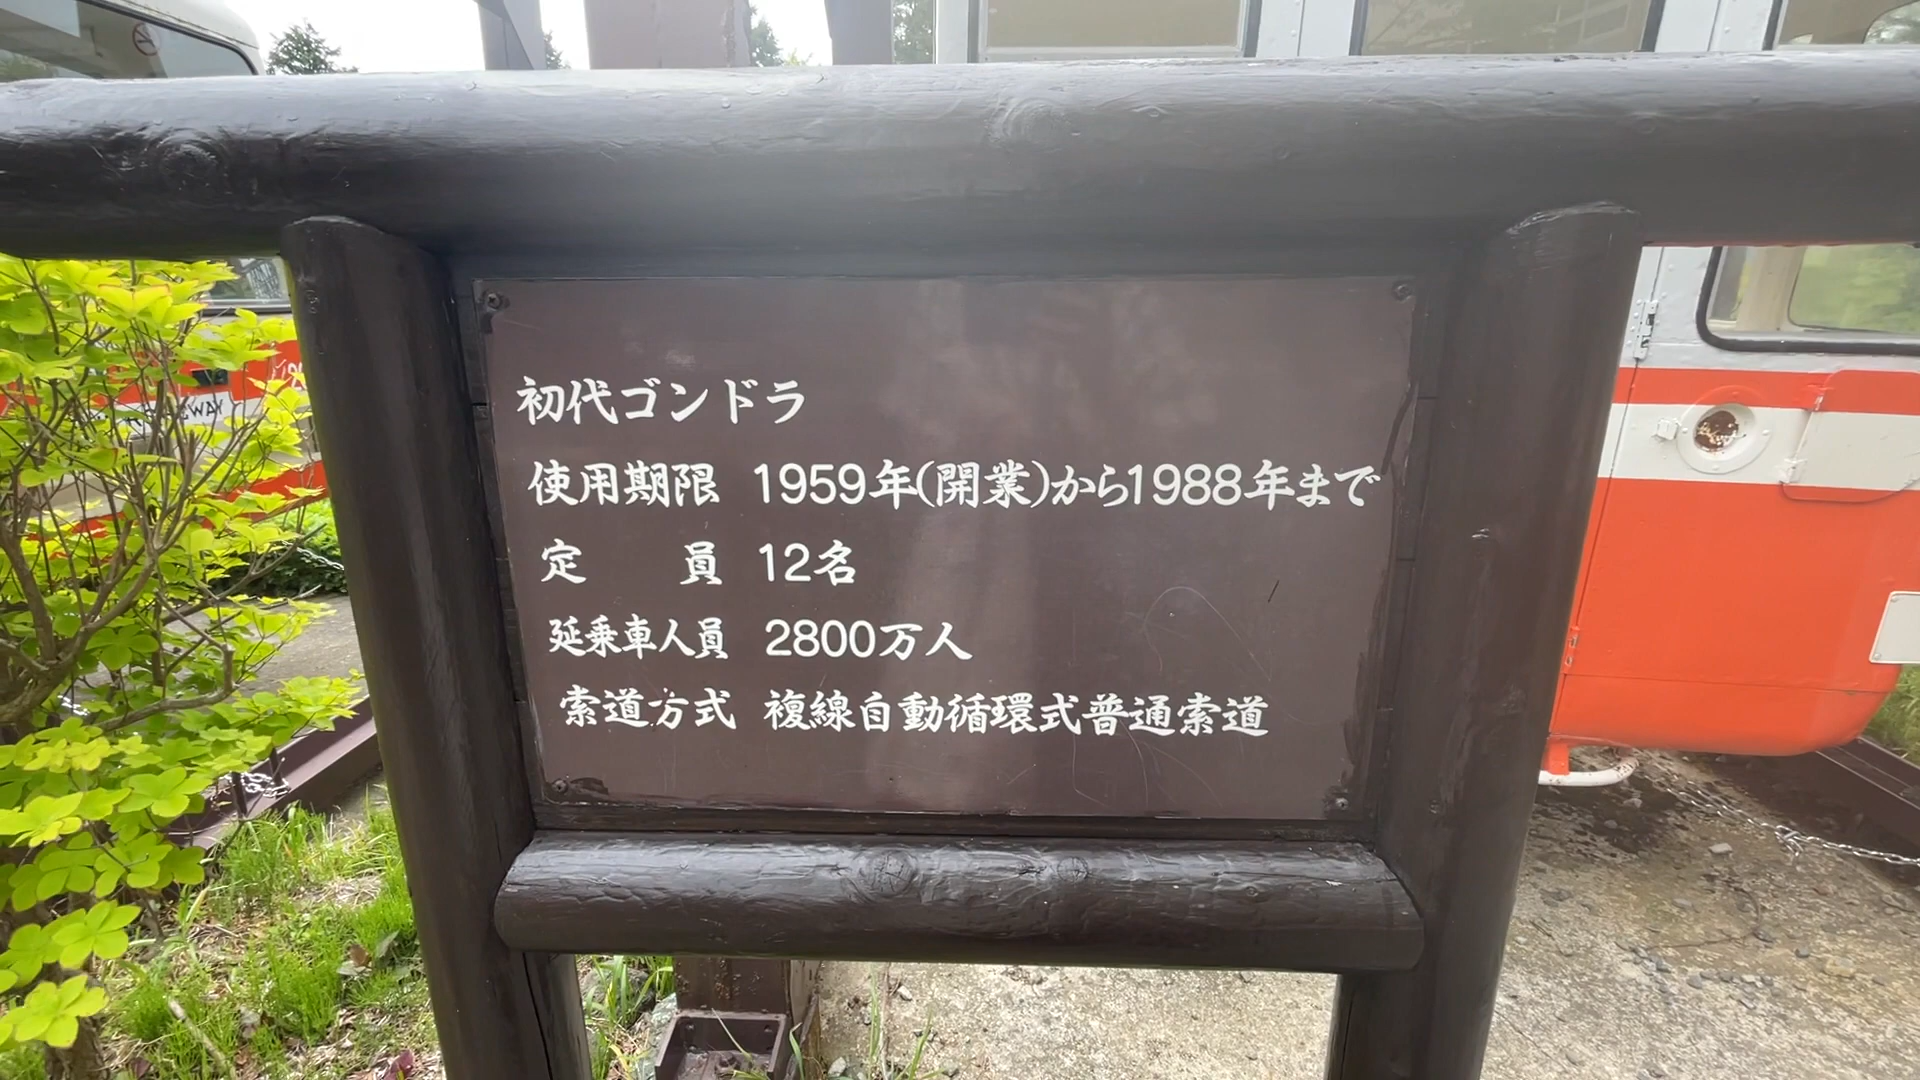 初代ゴンドラ
使用期限 1959年(開業)から1988年まで
定 員 12名
延乗車人員 2800万人
索道方式 複線自動循環式普通索道